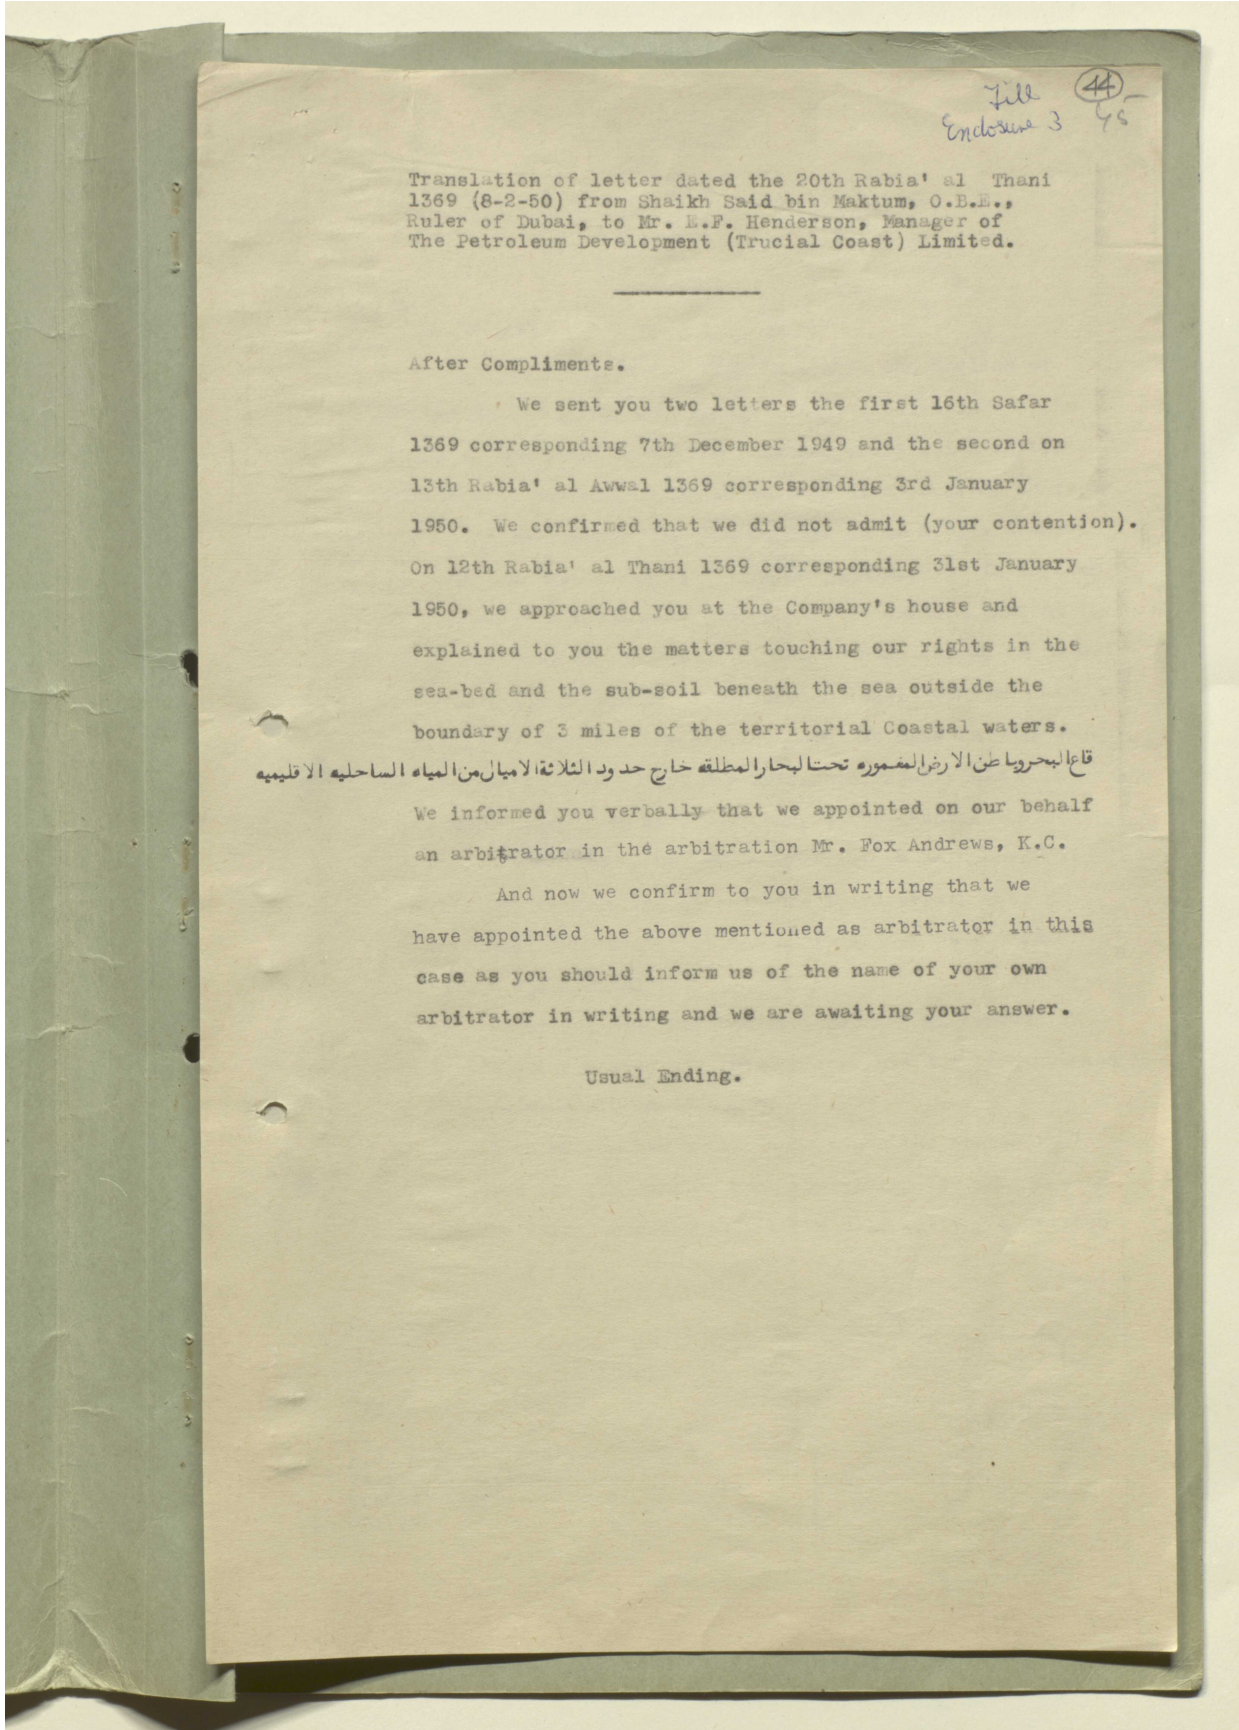 44
Enclosure 3
45
Translation of letter dated the 20th Rabia' al Thani
1369 (8-2-50) from Shaikh Said bin Maktum, O.B.E.,
Ruler of Dubai, to Mr. E.F. Henderson, Manager of
The Petroleum Development (Trucial Coast) Limited.
After Compliments.
We sent you two letters the first 16th Safar
1369 corresponding 7th December 1949 and the second on
13th Rabia' al Awwal 1369 corresponding 3rd January
1950. We confirmed that we did not admit (your contention).
On 12th Rabia' al Thani 1369 corresponding 31st January
1950, we approached you at the Company's house and
explained to you the matters touching our rights in the
sea-bed and the sub-soil beneath the sea outside the
boundary of 3 miles of the territorial Coastal waters.
قاع البحر وباطن الارض المغموره تحت البحار المطلقه خارج حدود الثلاثة الاميال من المياه الساحليه الاقليميه
We informed you verbally that we appointed on our behalf
an arbitrator in the arbitration Mr. Fox Andrews, K.C.
And now we confirm to you in writing that we
have appointed the above mentioned as arbitrator in this
case as you should inform us of the name of your own
arbitrator in writing and we are awaiting your answer.
Usual Ending.